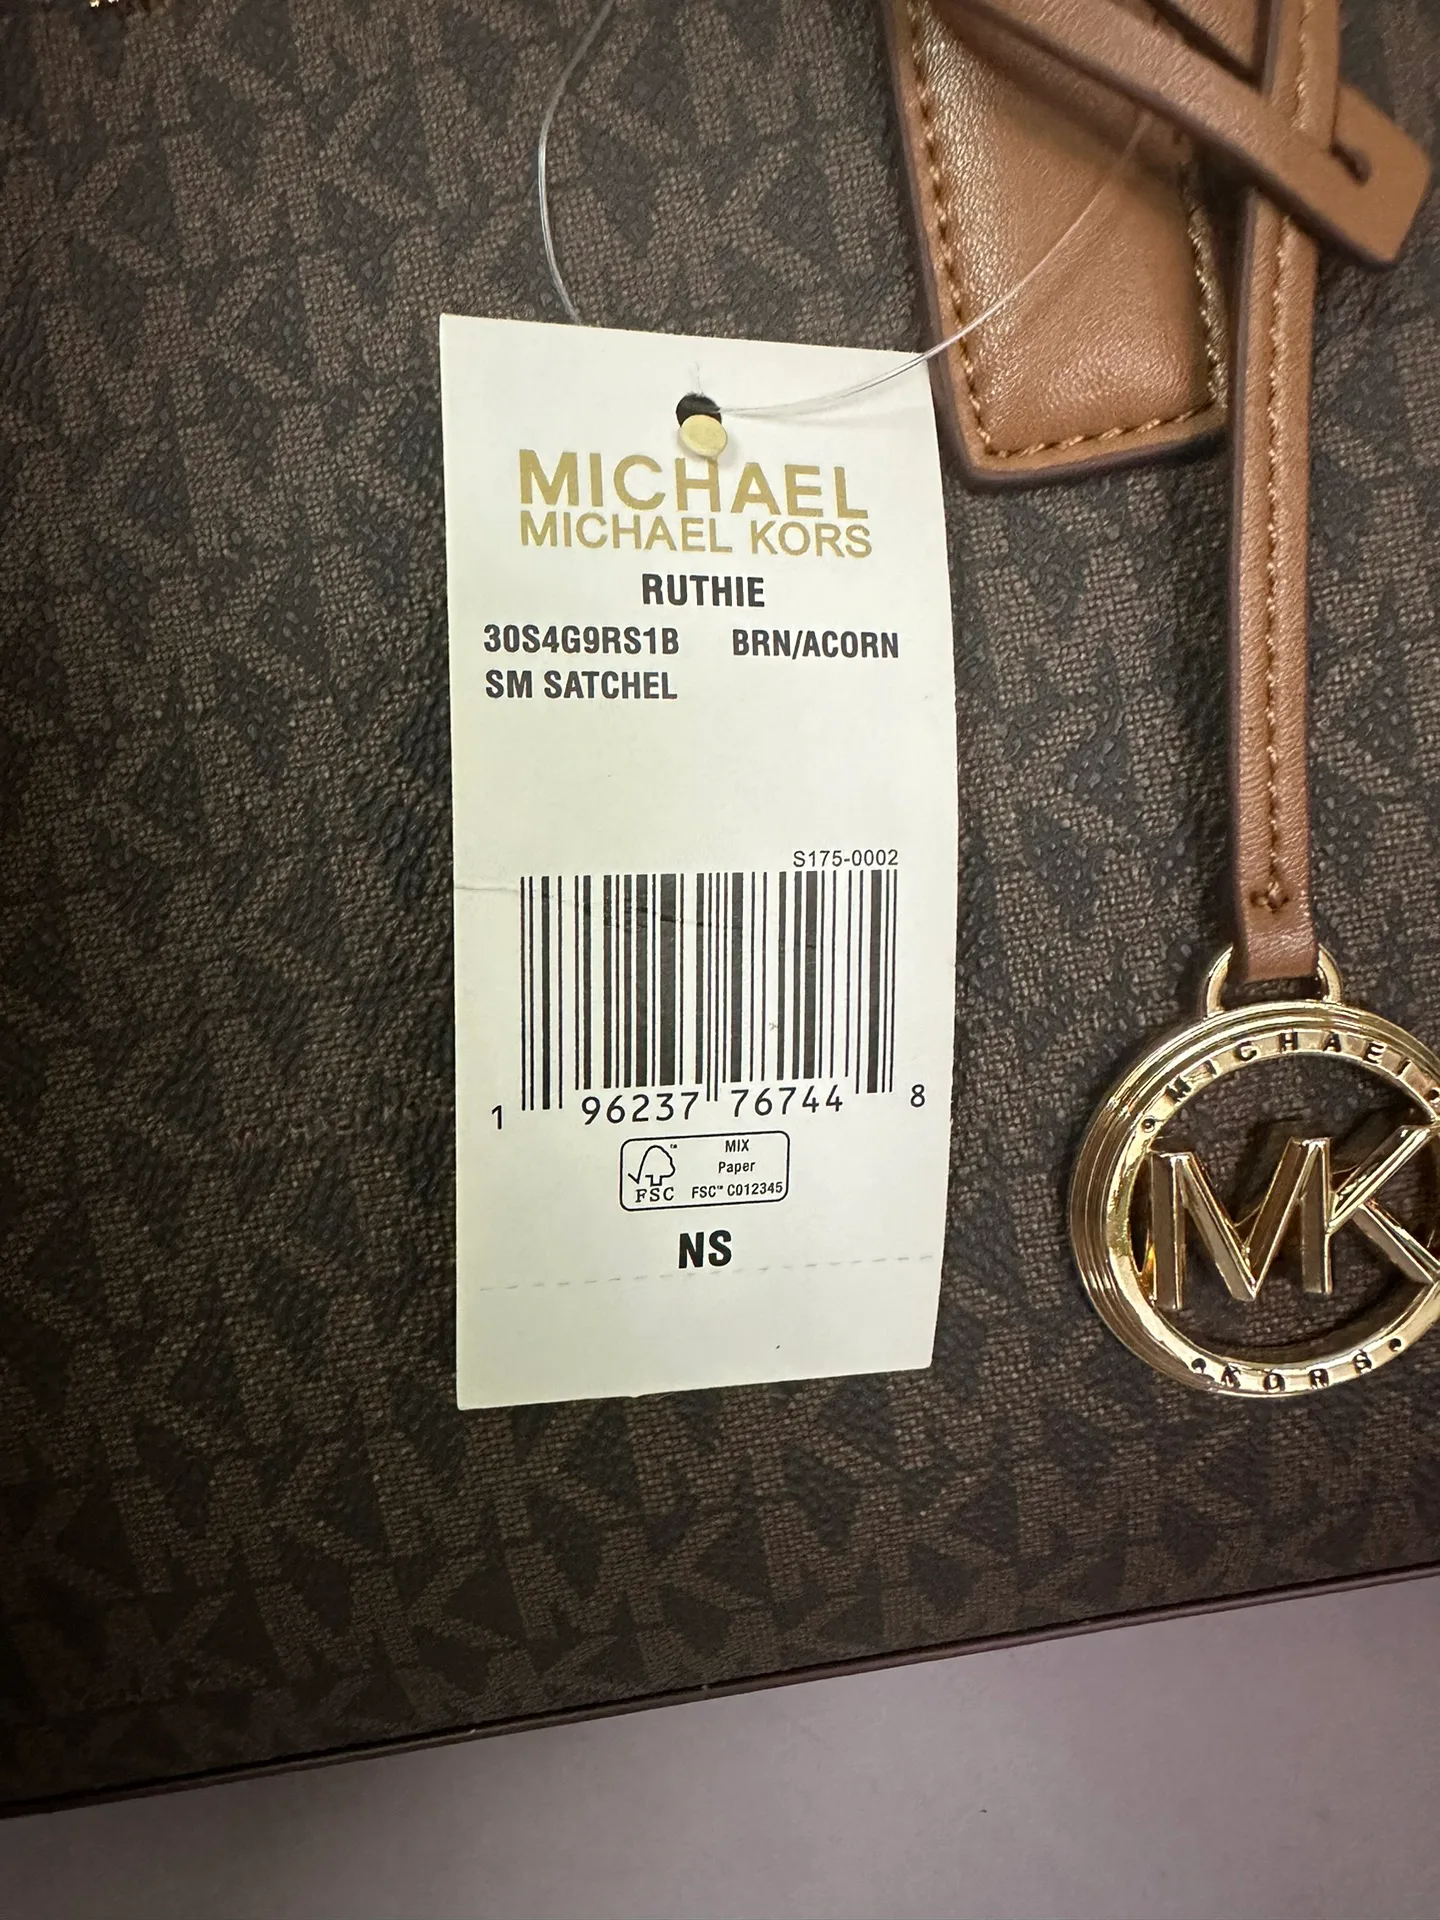 MICHAEL
MICHAEL KORS
RUTHIE
30S4G9RS1B BRN/ACORN
SM SATCHEL
S175-0002
1 96237 76744 8
FSC™
MIX
Paper
FSC™ C012345
NS
MICHAEL
MK
KORS